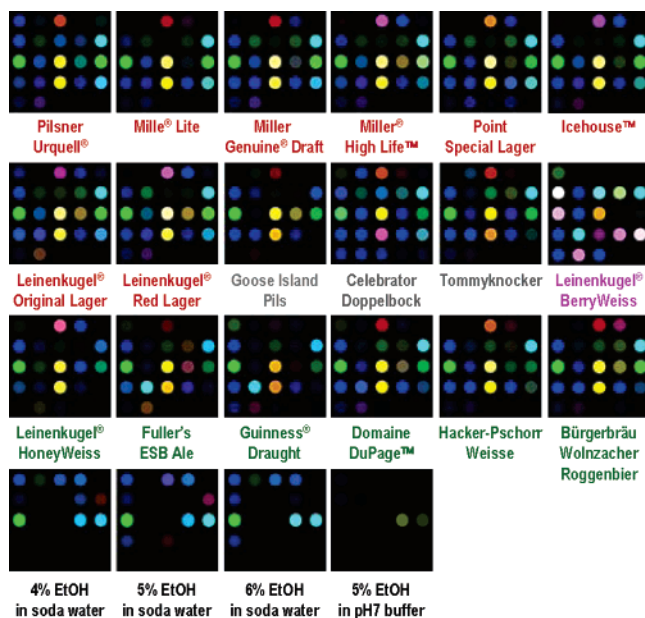 Pilsner Urquell®
Mille® Lite
Miller Genuine® Draft
Miller® High Life™
Point Special Lager
Icehouse™
Leinenkugel® Original Lager
Leinenkugel® Red Lager
Goose Island Pils
Celebrator Doppelbock
Tommyknocker
Leinenkugel® BerryWeiss
Leinenkugel® HoneyWeiss
Fuller's ESB Ale
Guinness® Draught
Domaine DuPage™
Hacker-Pschorr Weisse
Bürgerbräu Wolnzacher Roggenbier
4% EtOH in soda water
5% EtOH in soda water
6% EtOH in soda water
5% EtOH in pH7 buffer